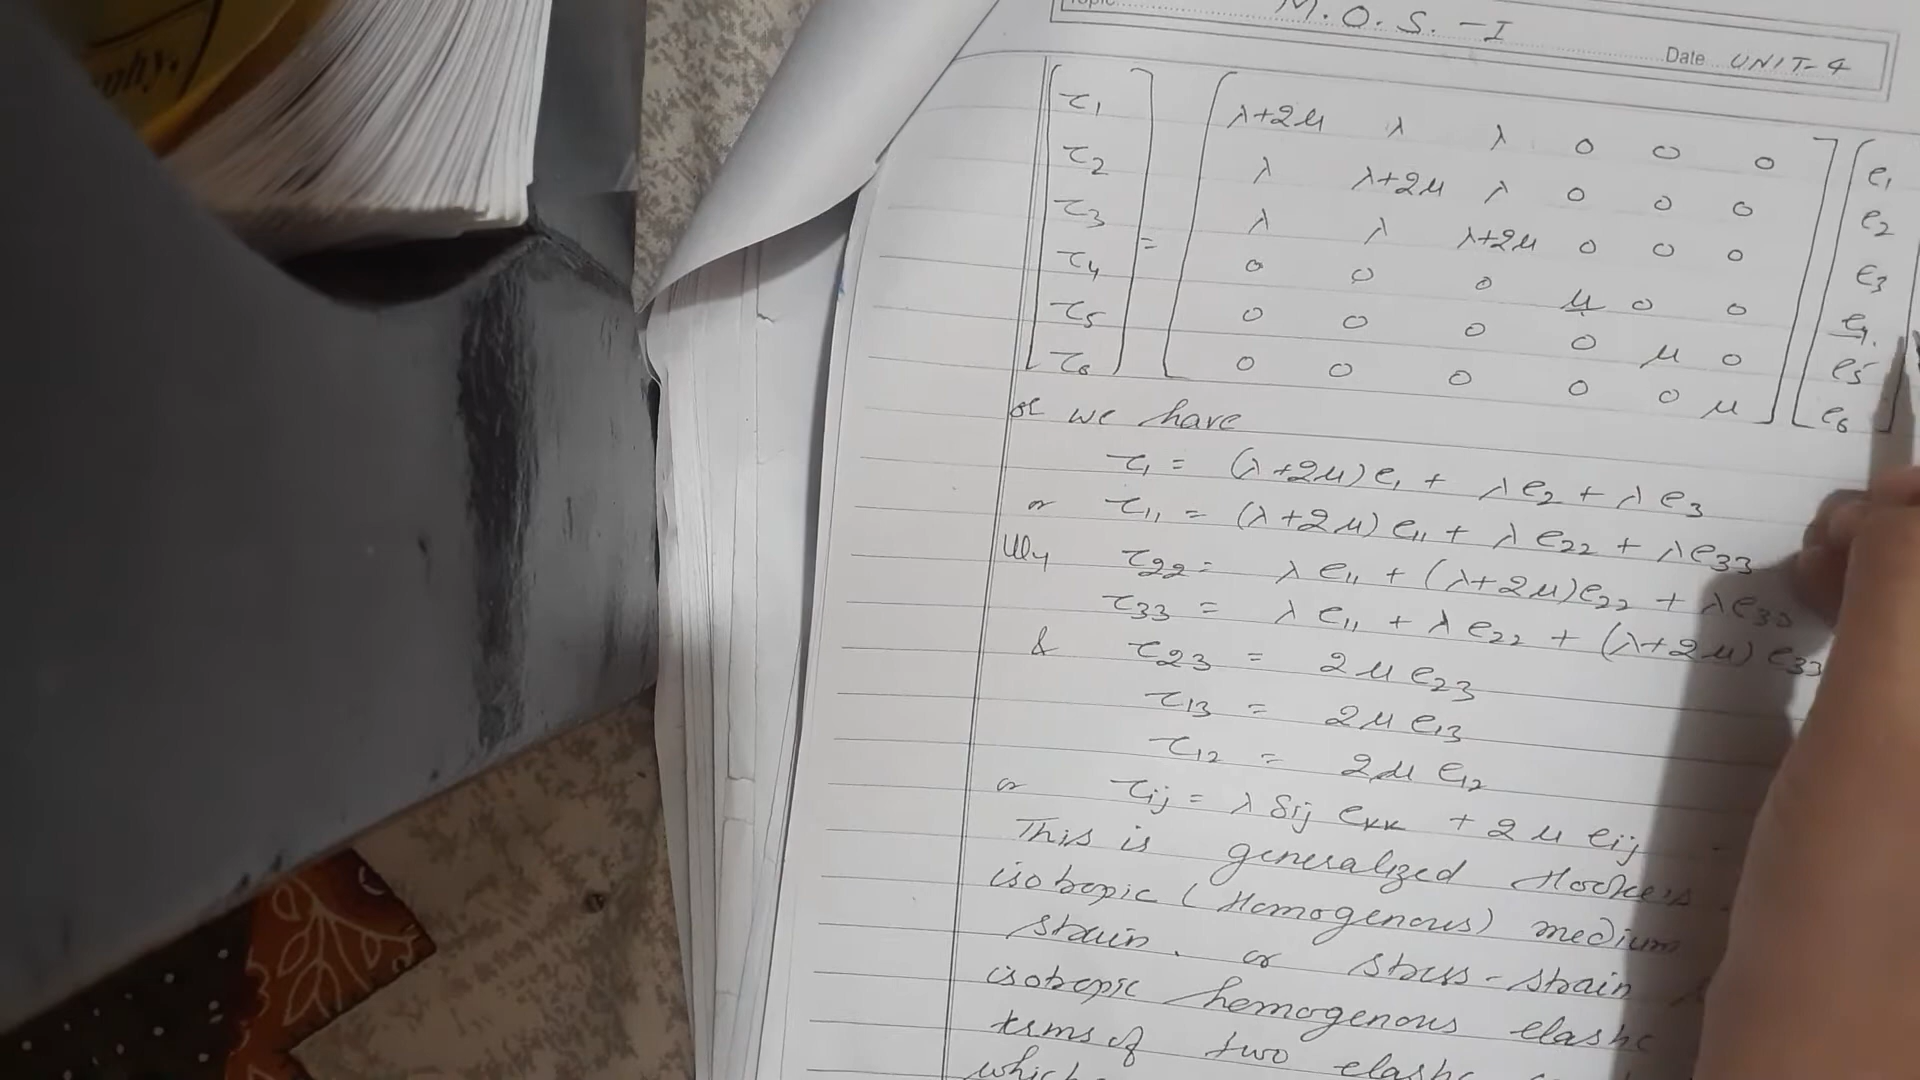 M.O.S.-I
Date UNIT-4
τ1 λ+2μ λ λ 0 0 0 e1
τ2 λ λ+2μ λ 0 0 0 e2
τ3 = λ λ λ+2μ 0 0 0 e3
τ4 0 0 0 μ 0 0 e4.
τ5 0 0 0 0 μ 0 e5
τ6 0 0 0 0 0 μ e6
or we have
τ1 = (λ+2μ)e1 + λe2 + λe3
or τ11 = (λ+2μ)e11 + λe22 + λe33
Illy τ22 = λe11 + (λ+2μ)e22 + λe33
τ33 = λe11 + λe22 + (λ+2μ)e33
& τ23 = 2μe23
τ13 = 2μe13
τ12 = 2μe12
or τij = λδij ekk + 2μeij
This is generalized Hooke's
isotropic (Homogenous) medium
strain. or stress-strain
isotropic homogenous elastic
terms of two elastic
which